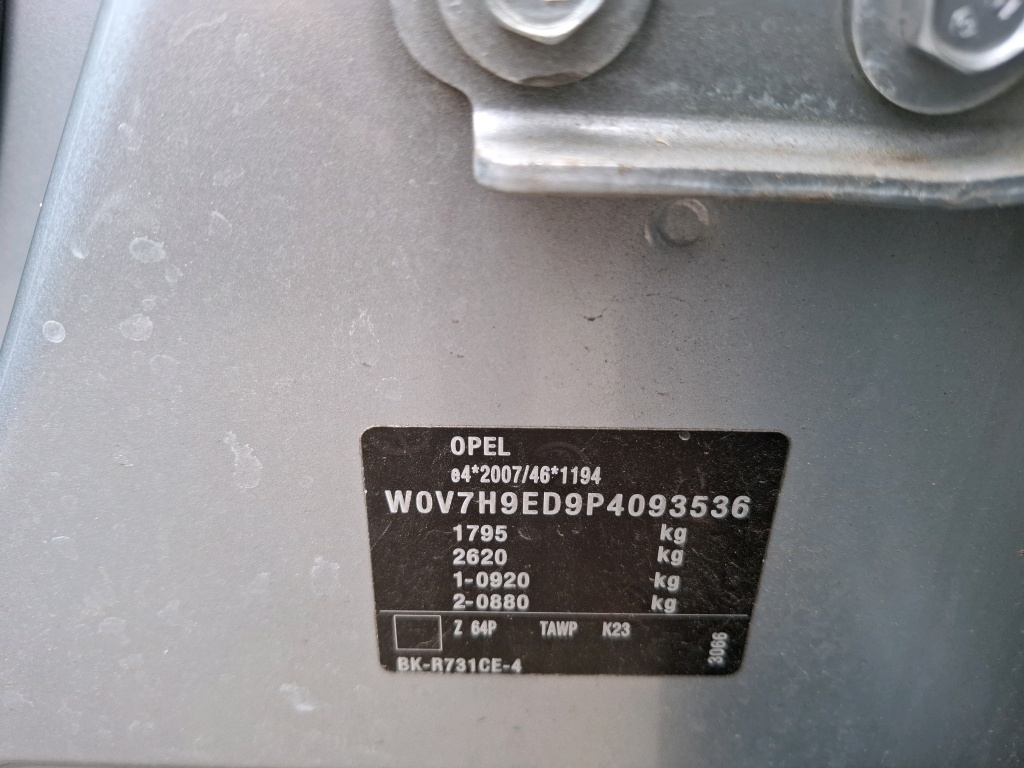 OPEL
e4*2007/46*1194
W0V7H9ED9P4093536
1795 kg
2620 kg
1-0920 kg
2-0880 kg
Z 64P TAWP K23
3066
BK-R731CE-4